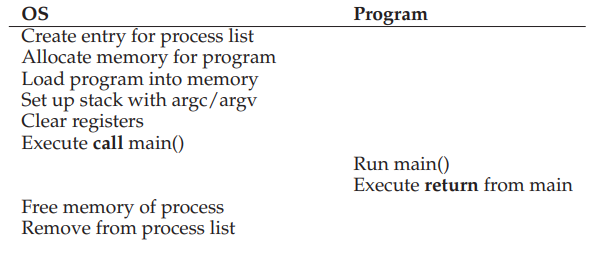 OS Program
Create entry for process list
Allocate memory for program
Load program into memory
Set up stack with argc/argv
Clear registers
Execute call main()
Run main()
Execute return from main
Free memory of process
Remove from process list